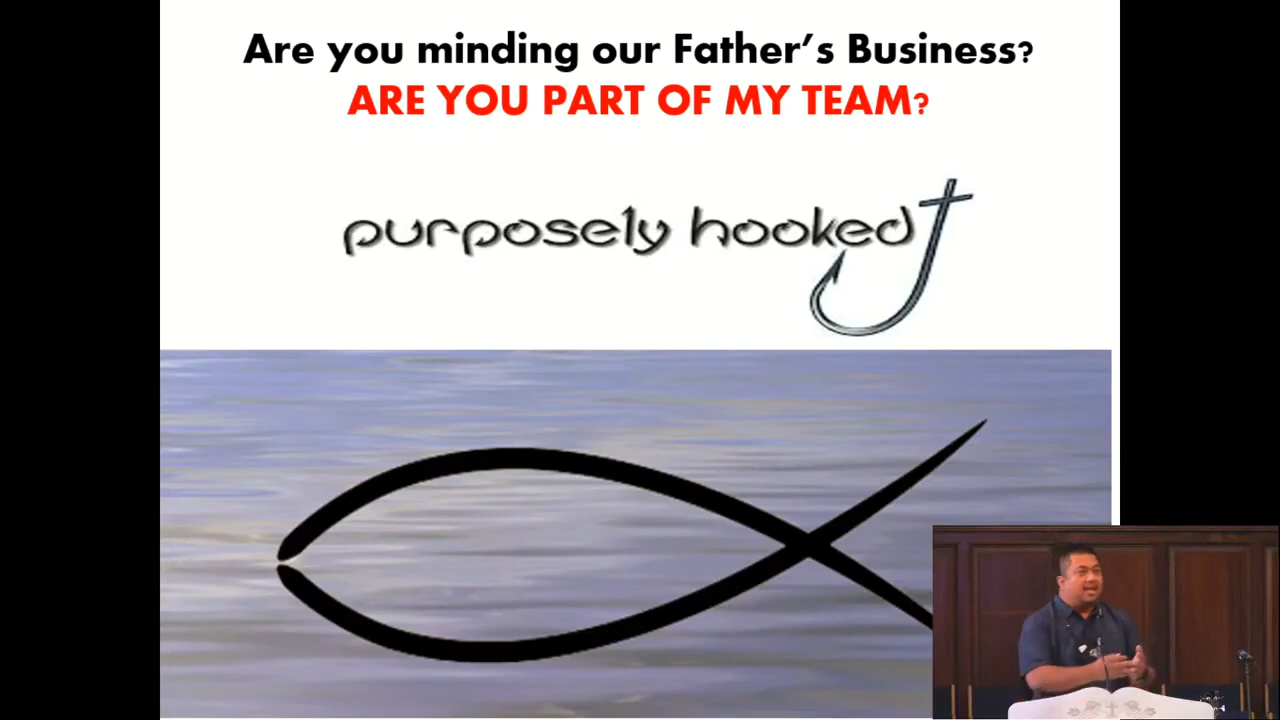 Are you minding our Father's Business?
ARE YOU PART OF MY TEAM?
purposely hooked